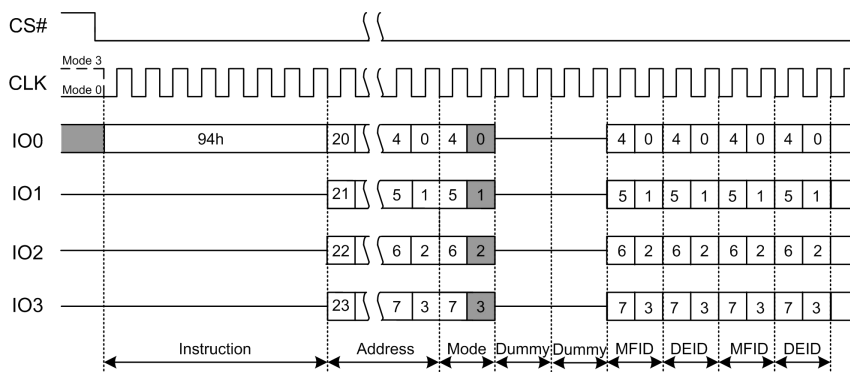 CS#
Mode 3
CLK
Mode 0
IO0 94h 20 4 0 4 0 4 0 4 0 4 0 4 0
IO1 21 5 1 5 1 5 1 5 1 5 1 5 1
IO2 22 6 2 6 2 6 2 6 2 6 2 6 2
IO3 23 7 3 7 3 7 3 7 3 7 3 7 3
Instruction Address Mode Dummy Dummy MFID DEID MFID DEID